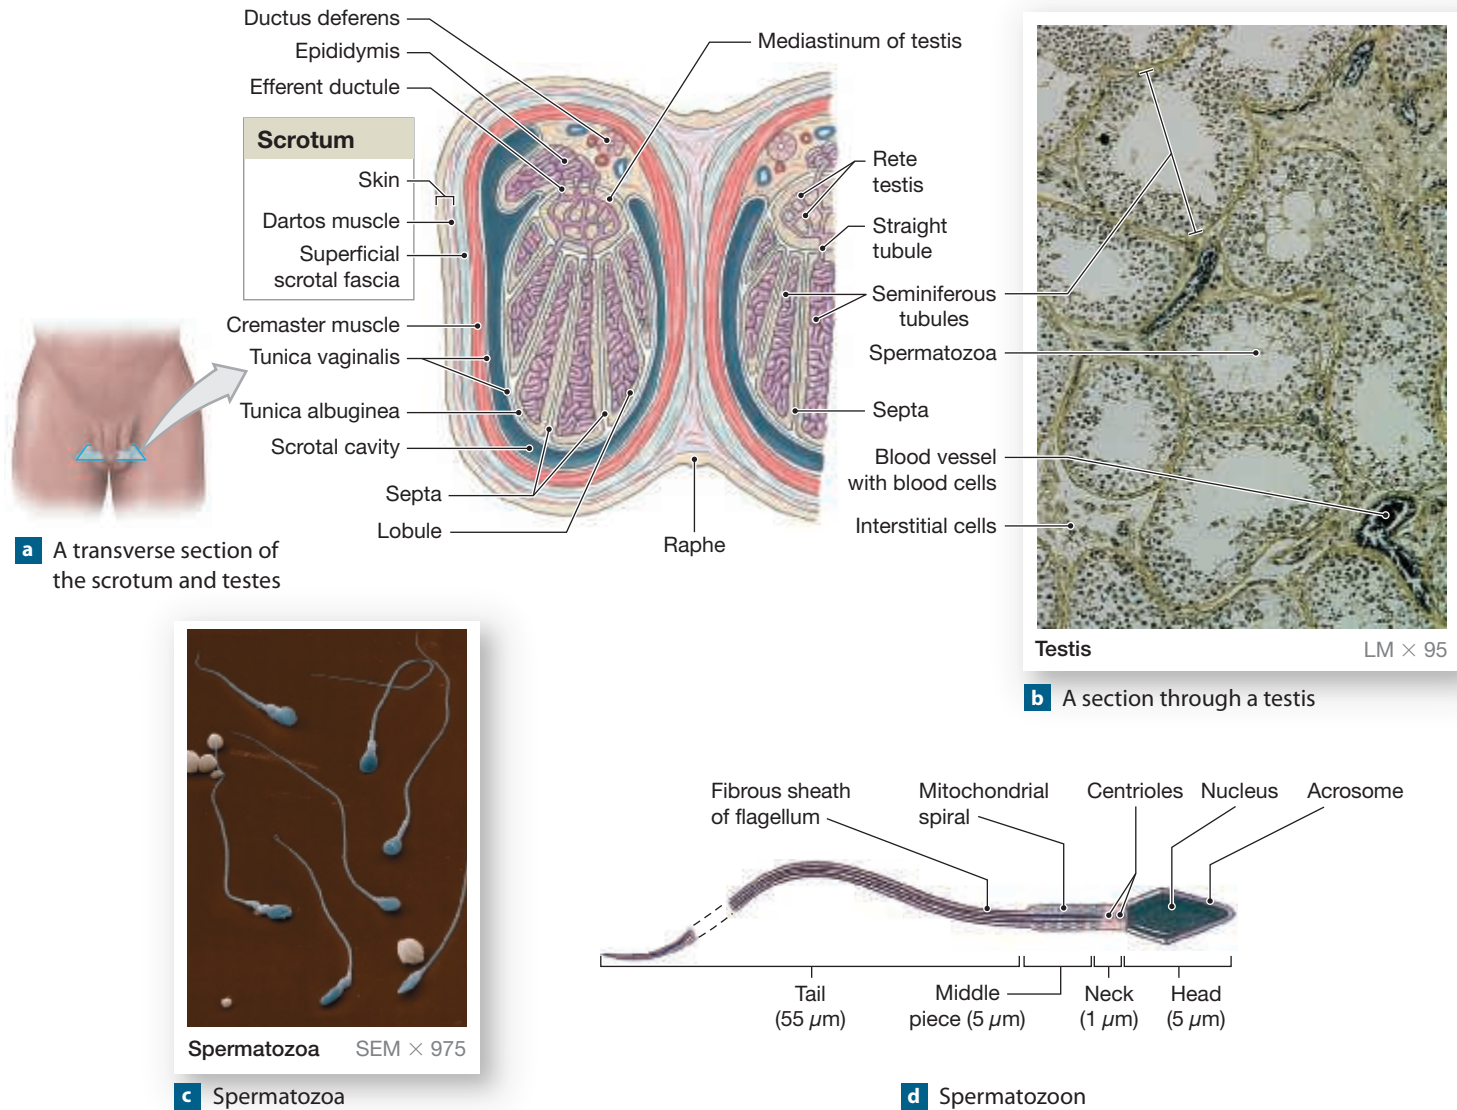 Ductus deferens
Epididymis
Efferent ductule
Mediastinum of testis
Scrotum
Skin
Dartos muscle
Superficial
scrotal fascia
Cremaster muscle
Tunica vaginalis
Tunica albuginea
Scrotal cavity
Septa
Lobule
Raphe
Rete
testis
Straight
tubule
Seminiferous
tubules
Spermatozoa
Septa
Blood vessel
with blood cells
Interstitial cells
a A transverse section of
the scrotum and testes
Testis LM × 95
b A section through a testis
Spermatozoa SEM × 975
c Spermatozoa
Fibrous sheath
of flagellum
Mitochondrial
spiral
Centrioles
Nucleus
Acrosome
Tail
(55 µm)
Middle
piece (5 µm)
Neck
(1 µm)
Head
(5 µm)
d Spermatozoon